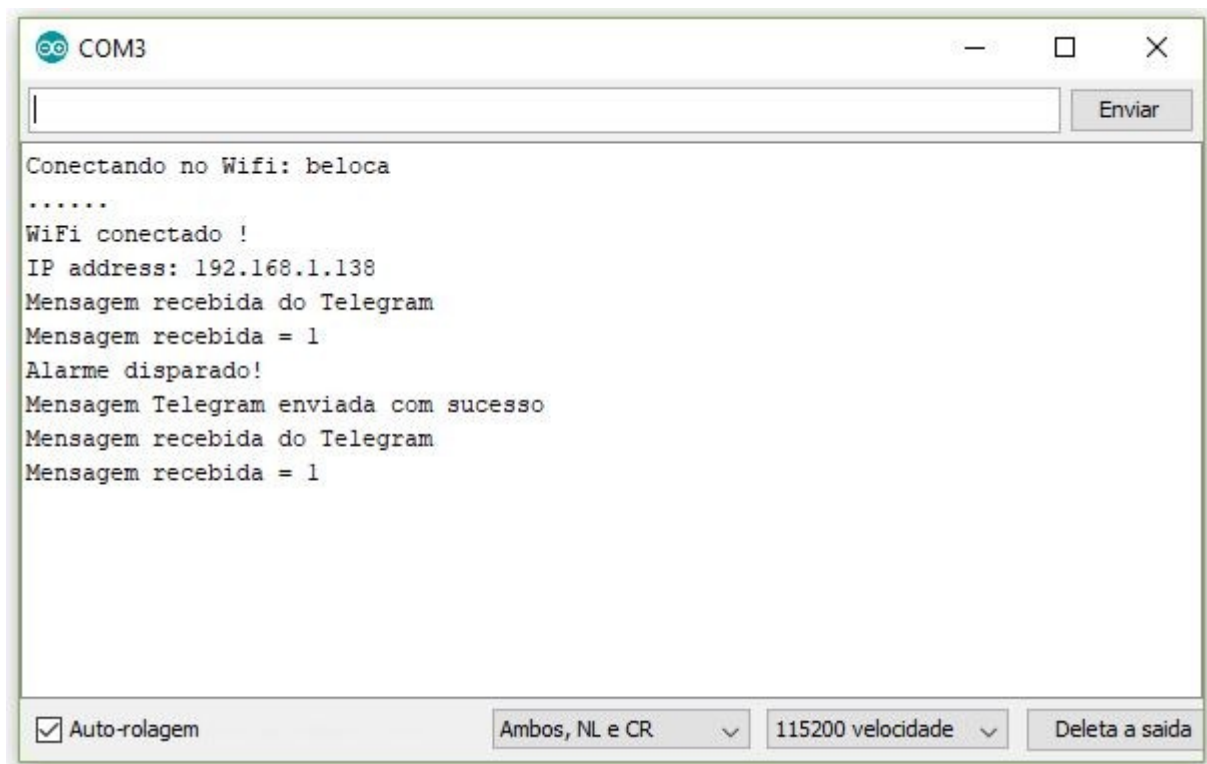 COM3
Enviar
Conectando no Wifi: beloca
......
WiFi conectado !
IP address: 192.168.1.138
Mensagem recebida do Telegram
Mensagem recebida = 1
Alarme disparado!
Mensagem Telegram enviada com sucesso
Mensagem recebida do Telegram
Mensagem recebida = 1
Auto-rolagem
Ambos, NL e CR
115200 velocidade
Deleta a saida